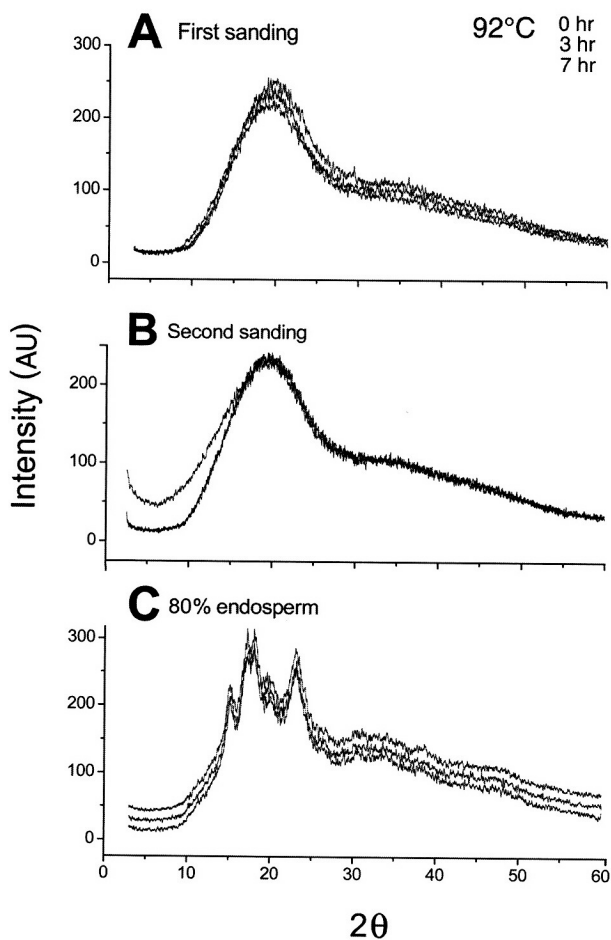 A First sanding 92°C 0 hr
3 hr
7 hr
300
200
100
0
B Second sanding
200
100
0
Intensity (AU)
C 80% endosperm
300
200
100
0
0 10 20 30 40 50 60
2θ